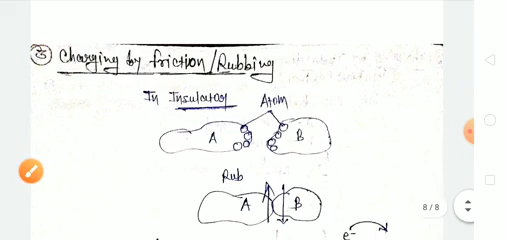 ③ Charging by friction/Rubbing
In Insulator Atom
A B
Rub
A B
8/8
e-